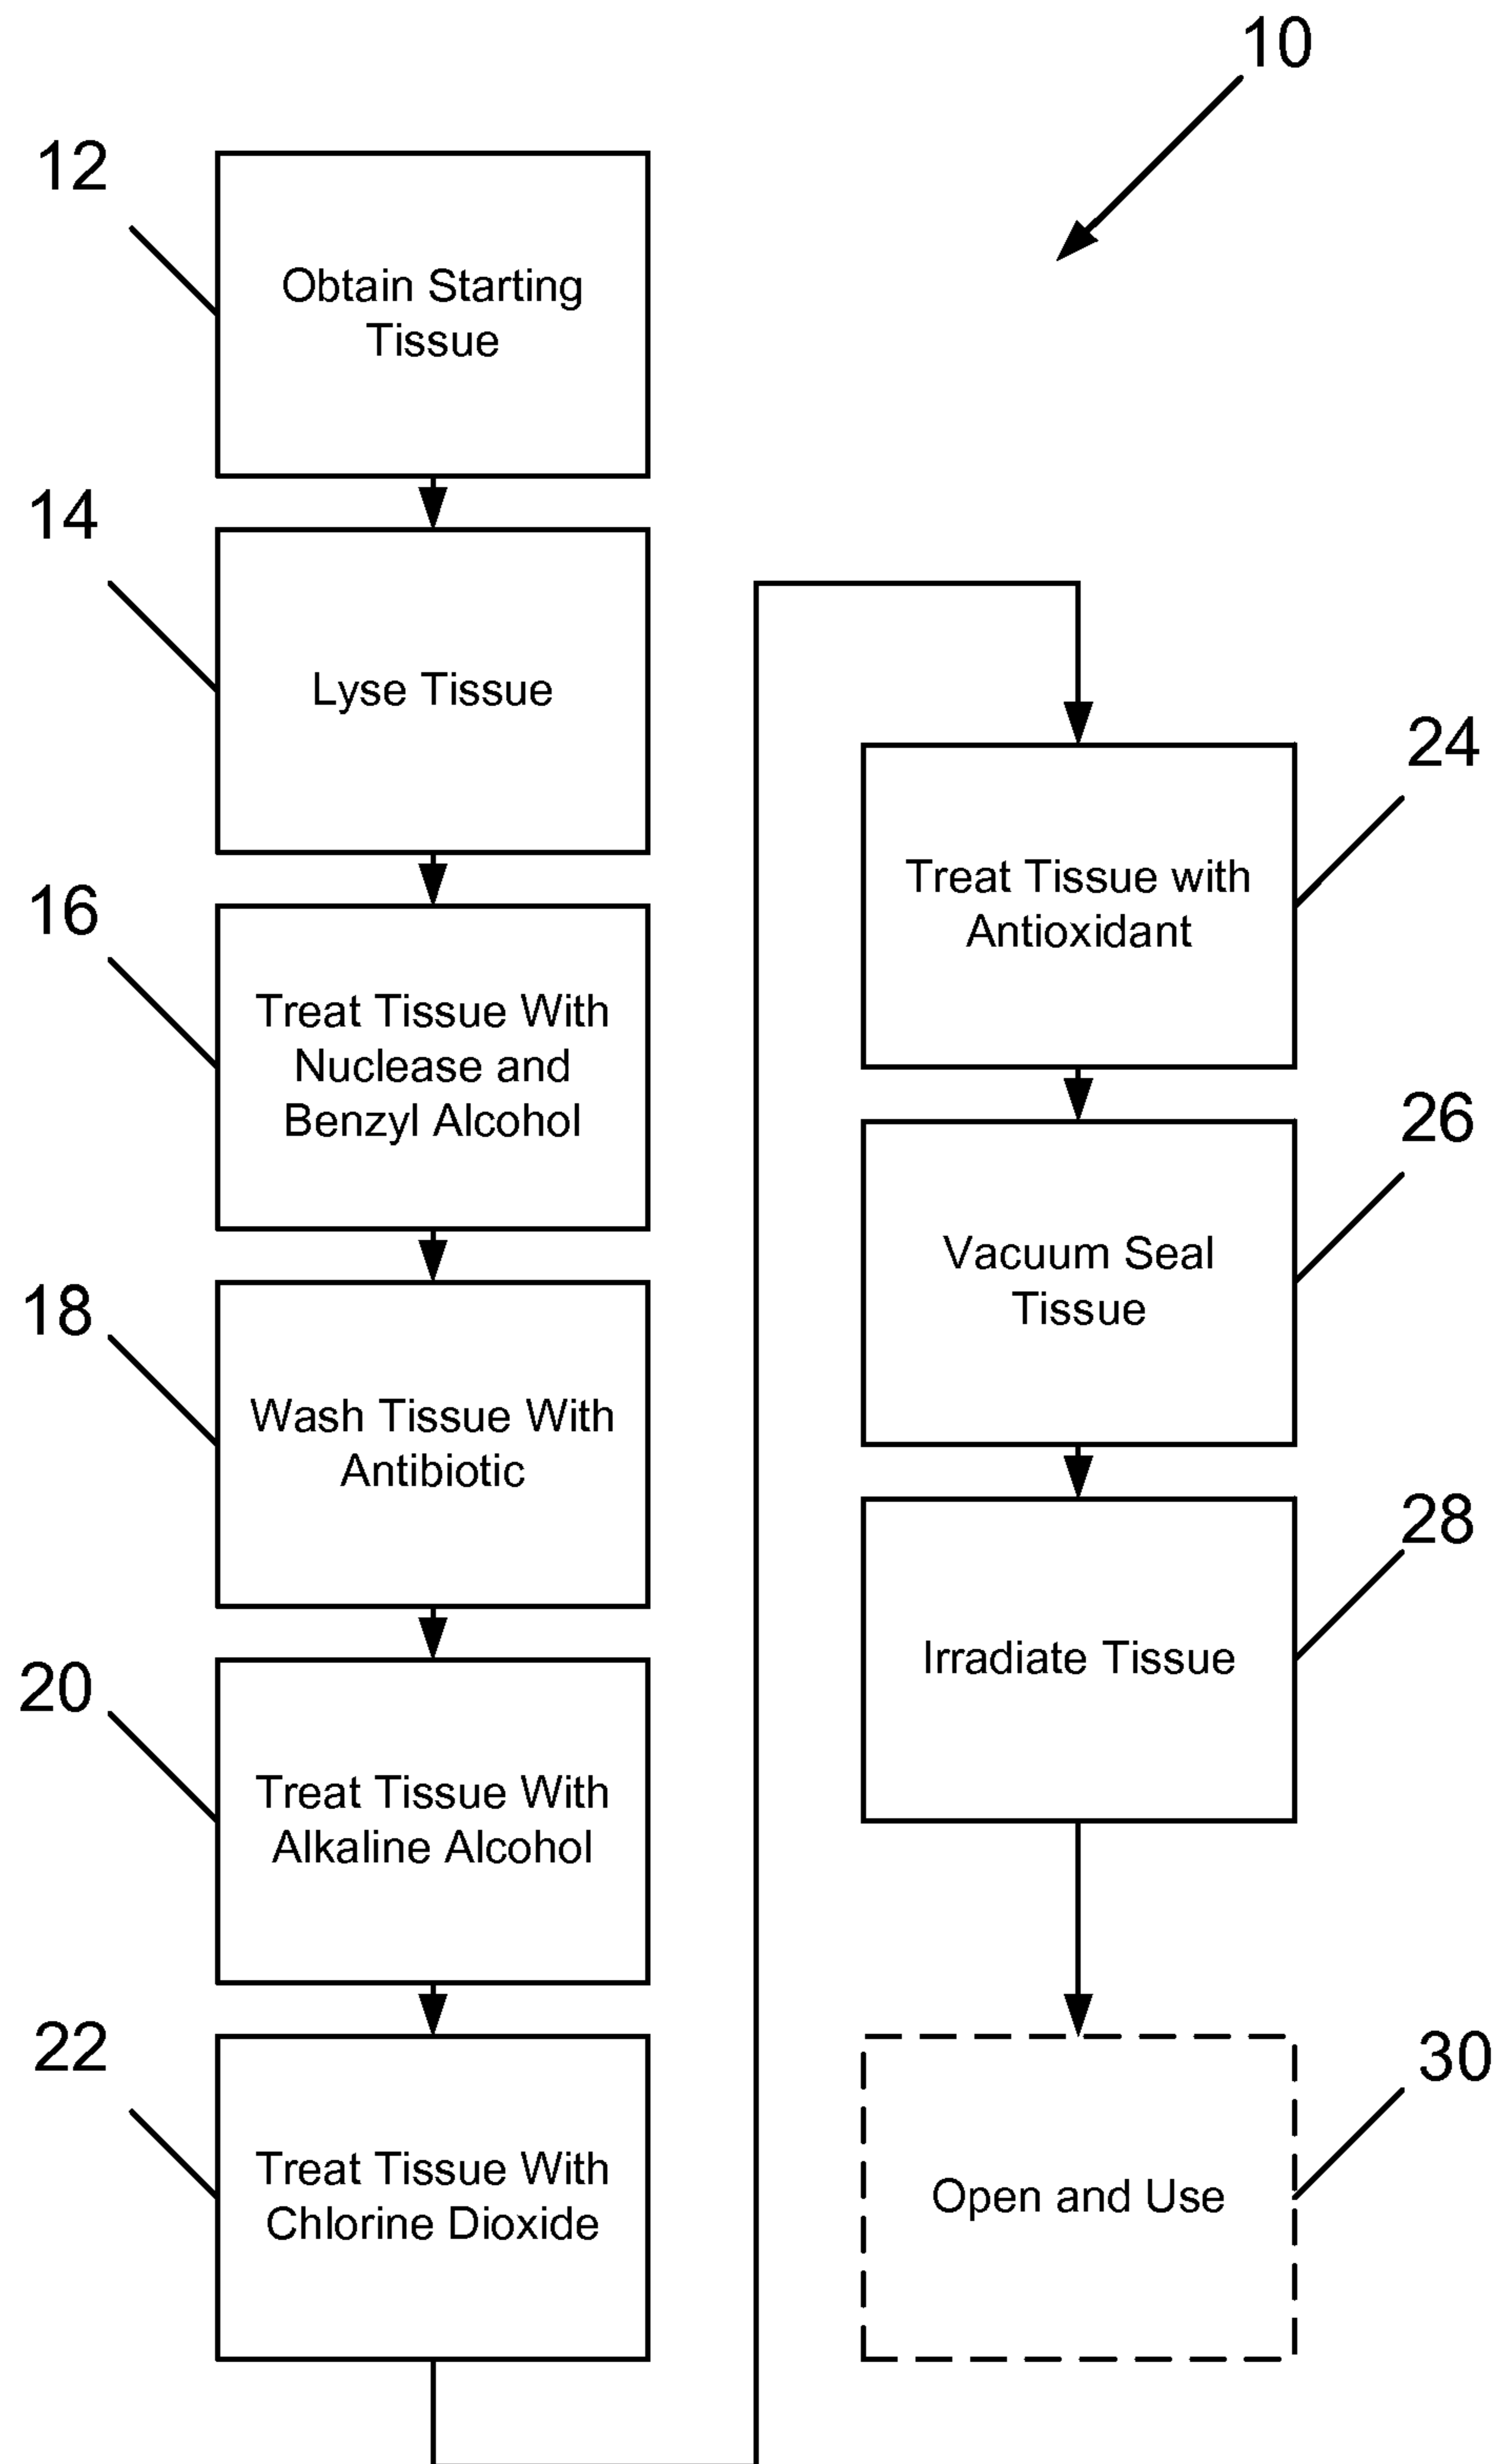 10
12
Obtain Starting
Tissue
14
Lyse Tissue
16
Treat Tissue With
Nuclease and
Benzyl Alcohol
18
Wash Tissue With
Antibiotic
20
Treat Tissue With
Alkaline Alcohol
22
Treat Tissue With
Chlorine Dioxide
24
Treat Tissue with
Antioxidant
26
Vacuum Seal
Tissue
28
Irradiate Tissue
30
Open and Use